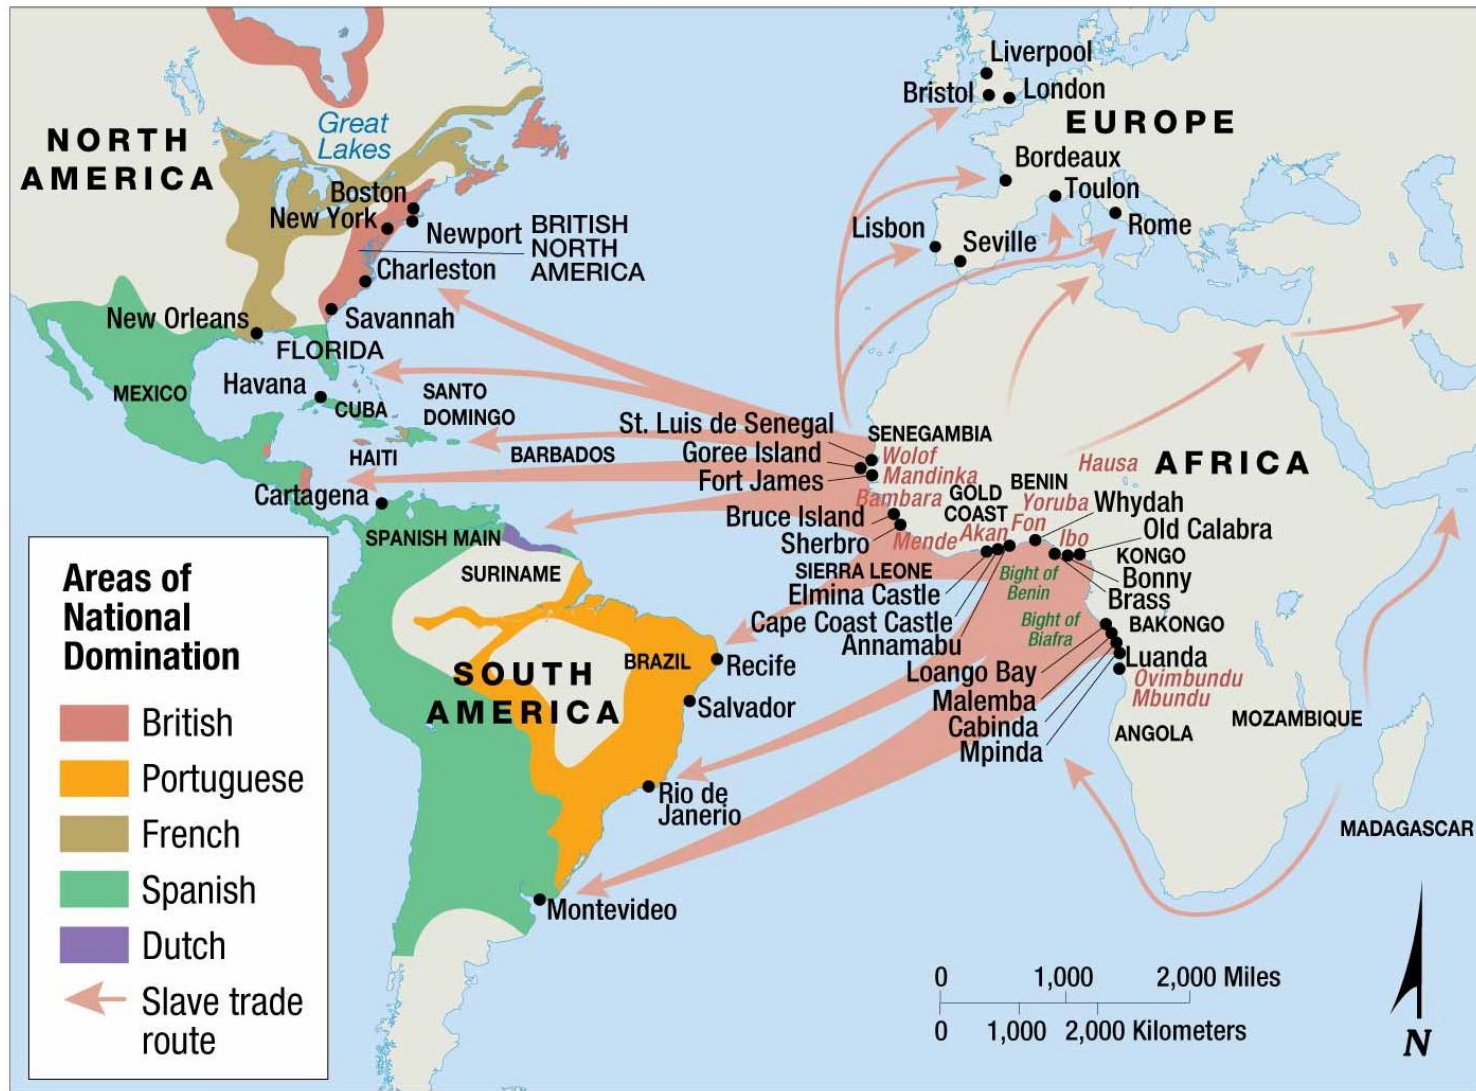 Liverpool
Bristol
London
EUROPE
Great
Lakes
NORTH
AMERICA
Bordeaux
Toulon
Boston
New York
Newport
BRITISH
NORTH
AMERICA
Lisbon
Seville
Rome
Charleston
New Orleans
Savannah
FLORIDA
MEXICO
Havana
CUBA
SANTO
DOMINGO
HAITI
BARBADOS
St. Luis de Senegal
Goree Island
Fort James
SENEGAMBIA
Wolof
Mandinka
Bambara
Hausa
AFRICA
Cartagena
GOLD
COAST
BENIN
Yoruba
Whydah
Bruce Island
Sherbro
Mende
Akan
Fon
Ibo
Old Calabra
SPANISH MAIN
SURINAME
SIERRA LEONE
KONGO
Bonny
Brass
Elmina Castle
Cape Coast Castle
Annamabu
Bight of
Benin
Bight of
Biafra
BAKONGO
Loango Bay
Luanda
Malemba
Cabinda
Mpinda
Ovimbundu
Mbundu
ANGOLA
MOZAMBIQUE
MADAGASCAR
BRAZIL
Recife
SOUTH
AMERICA
Salvador
Rio de
Janerio
Montevideo
Areas of
National
Domination
British
Portuguese
French
Spanish
Dutch
Slave trade
route
0 1,000 2,000 Miles
0 1,000 2,000 Kilometers
N